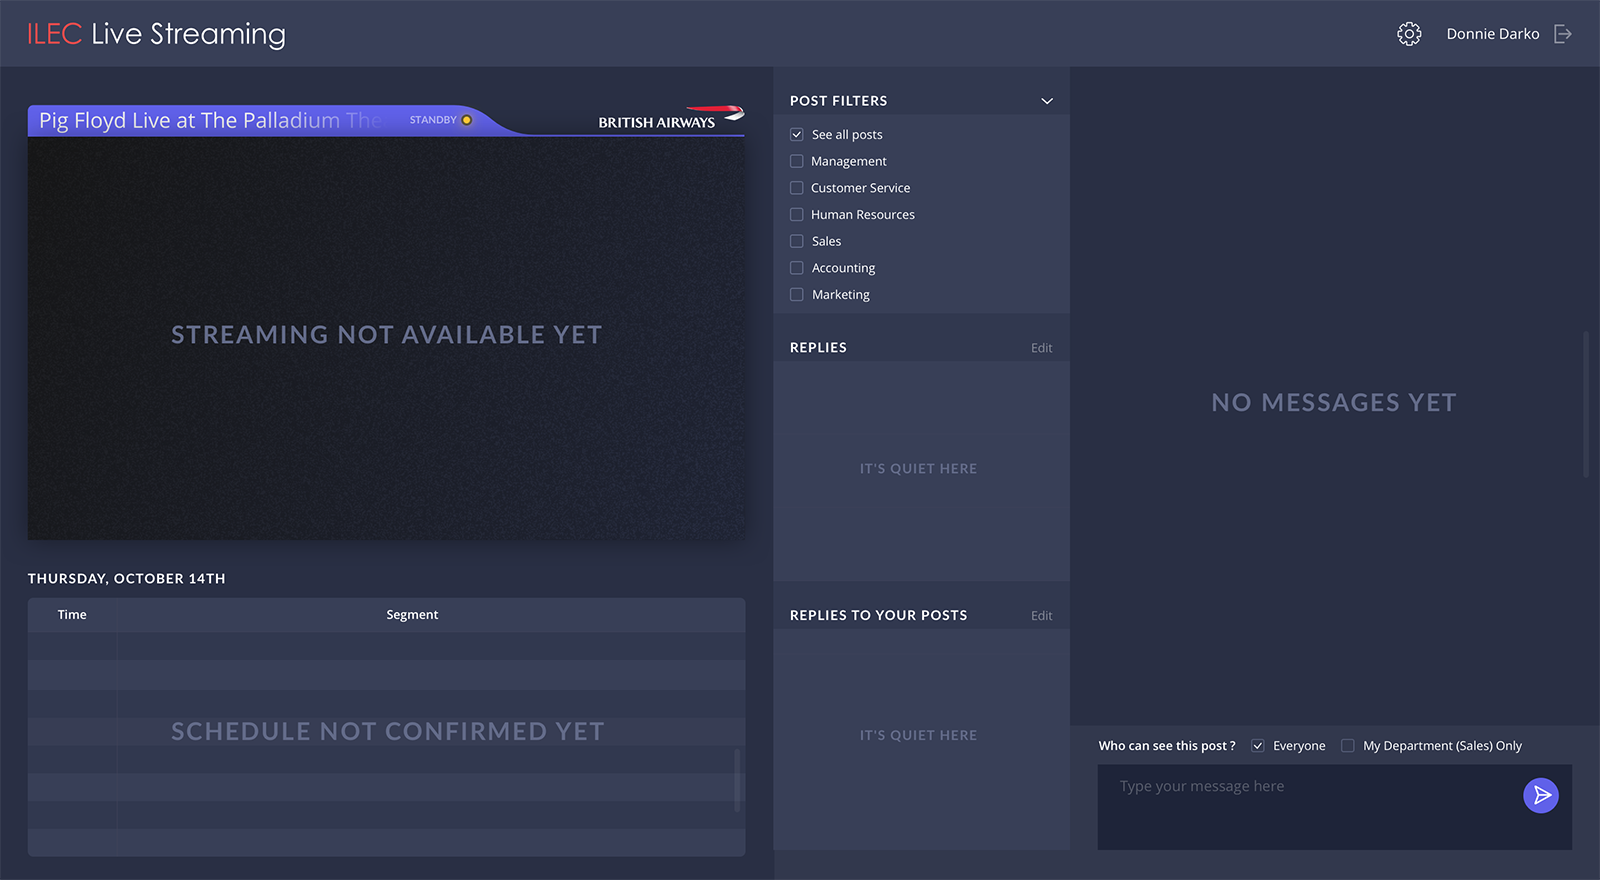 ILEC Live Streaming
Donnie Darko
Pig Floyd Live at The Palladium The
STANDBY
BRITISH AIRWAYS
STREAMING NOT AVAILABLE YET
THURSDAY, OCTOBER 14TH
Time Segment
SCHEDULE NOT CONFIRMED YET
POST FILTERS
See all posts
Management
Customer Service
Human Resources
Sales
Accounting
Marketing
REPLIES Edit
IT'S QUIET HERE
REPLIES TO YOUR POSTS Edit
IT'S QUIET HERE
NO MESSAGES YET
Who can see this post ? Everyone My Department (Sales) Only
Type your message here